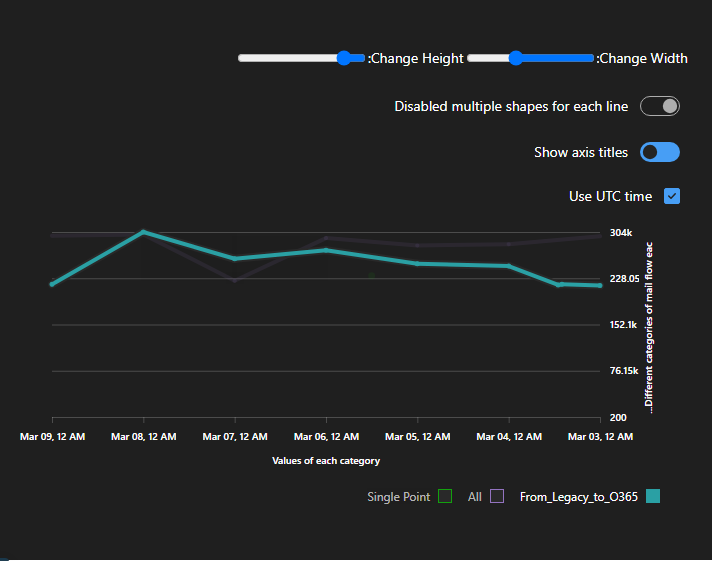 :Change Height :Change Width
Disabled multiple shapes for each line
Show axis titles
Use UTC time
304k
228.05
152.1k
76.15k
200
...Different categories of mail flow eac
Mar 09, 12 AM Mar 08, 12 AM Mar 07, 12 AM Mar 06, 12 AM Mar 05, 12 AM Mar 04, 12 AM Mar 03, 12 AM
Values of each category
Single Point All From_Legacy_to_O365